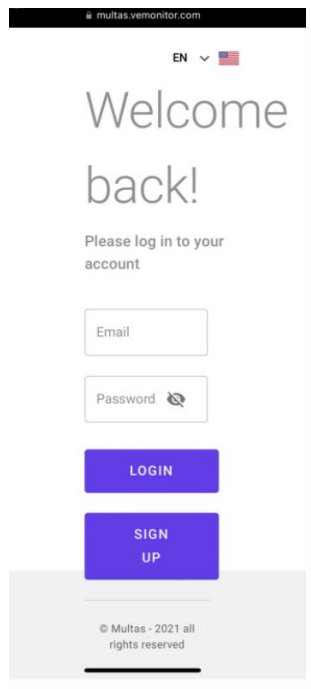 multas.vemonitor.com
EN
Welcome
back!
Please log in to your
account
Email
Password
LOGIN
SIGN
UP
© Multas - 2021 all
rights reserved